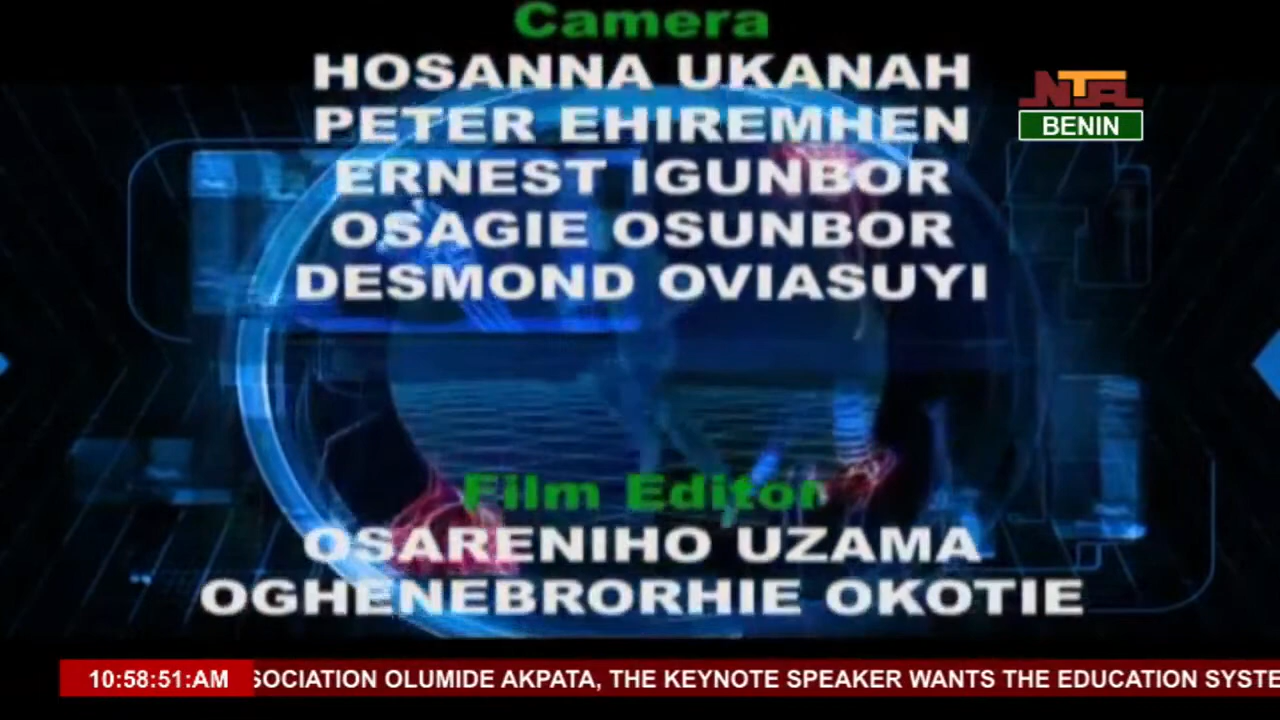 Camera
HOSANNA UKANAH
PETER EHIREMHEN
ERNEST IGUNBOR
OSAGIE OSUNBOR
DESMOND OVIASUYI
NTA
BENIN
Film Editor
OSARENIHO UZAMA
OGHENEBRORHIE OKOTIE
10:58:51:AM
SOCIATION OLUMIDE AKPATA, THE KEYNOTE SPEAKER WANTS THE EDUCATION SYSTE